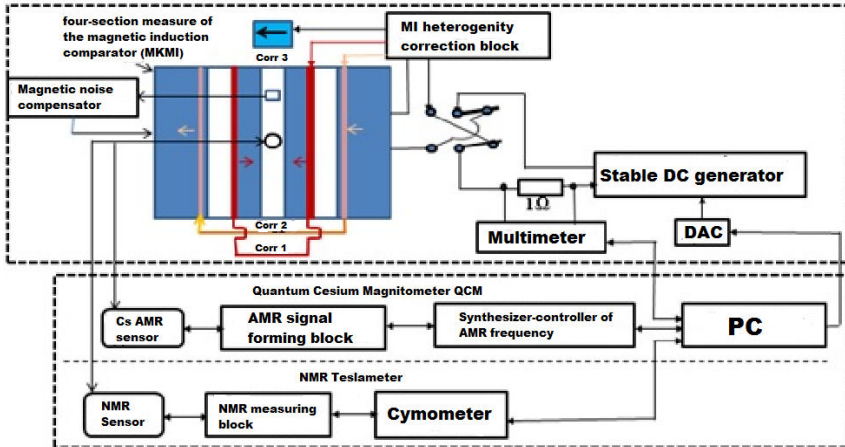 four-section measure of
the magnetic induction
comparator (MKMI)
Corr 3
MI heterogenity
correction block
Magnetic noise
compensator
Stable DC generator
1Ω
Corr 2
Corr 1
Multimeter
DAC
Quantum Cesium Magnitometer QCM
Cs AMR
sensor
AMR signal
forming block
Synthesizer-controller of
AMR frequency
PC
NMR Teslameter
NMR
Sensor
NMR measuring
block
Cymometer